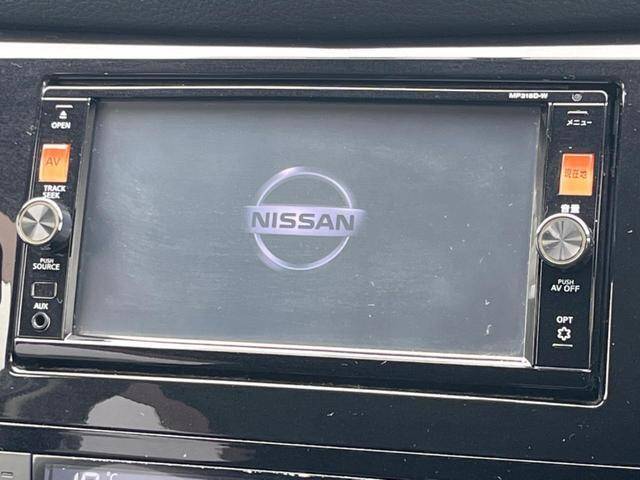 MP315D-W
OPEN
メニュー
AV
現在地
TRACK
SEEK
音量
NISSAN
PUSH
SOURCE
PUSH
AV OFF
AUX
OPT